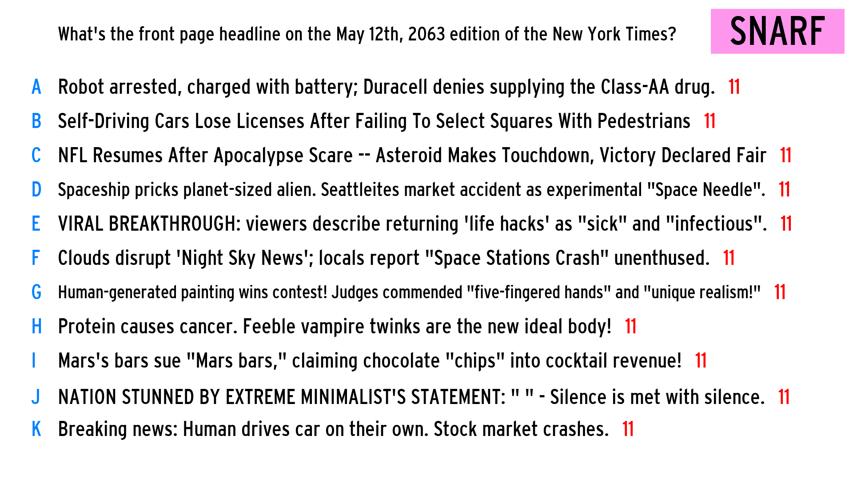 What's the front page headline on the May 12th, 2063 edition of the New York Times?
SNARF
A Robot arrested, charged with battery; Duracell denies supplying the Class-AA drug. 11
B Self-Driving Cars Lose Licenses After Failing To Select Squares With Pedestrians 11
C NFL Resumes After Apocalypse Scare -- Asteroid Makes Touchdown, Victory Declared Fair 11
D Spaceship pricks planet-sized alien. Seattleites market accident as experimental "Space Needle". 11
E VIRAL BREAKTHROUGH: viewers describe returning 'life hacks' as "sick" and "infectious". 11
F Clouds disrupt 'Night Sky News'; locals report "Space Stations Crash" unenthused. 11
G Human-generated painting wins contest! Judges commended "five-fingered hands" and "unique realism!" 11
H Protein causes cancer. Feeble vampire twinks are the new ideal body! 11
I Mars's bars sue "Mars bars," claiming chocolate "chips" into cocktail revenue! 11
J NATION STUNNED BY EXTREME MINIMALIST'S STATEMENT: " " - Silence is met with silence. 11
K Breaking news: Human drives car on their own. Stock market crashes. 11